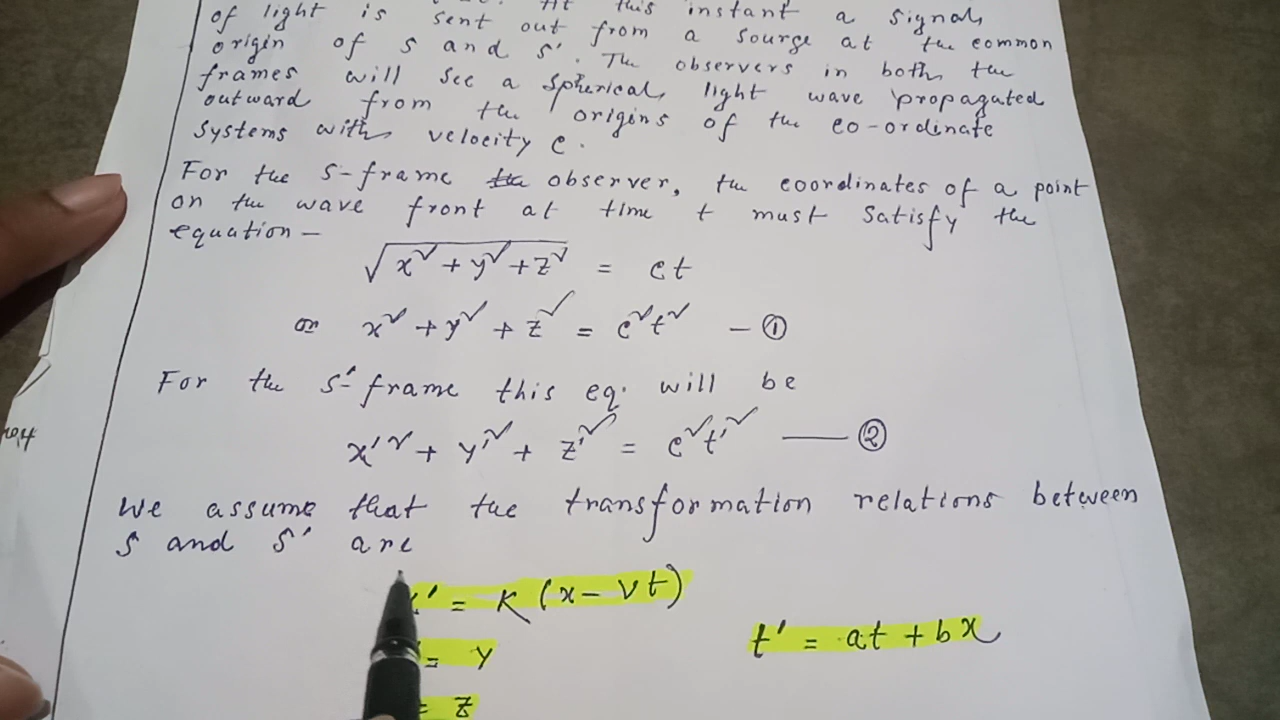 this instant a signal
of light is sent out from a sourge at the common
origin of S and S'. The observers in both the
frames will see a spherical light wave propagated
outward from the origins of the co-ordinate
systems with velocity c.
For the S-frame observer, the coordinates of a point
on the wave front at time t must satisfy the
equation –
√x² + y² + z² = ct
or x² + y² + z² = c²t² – ①
For the S'-frame this eq. will be
x'² + y'² + z'² = c²t'² — ②
We assume that the transformation relations between
S and S' are
x' = K (x – vt)
t' = at + bx
' = y
= z